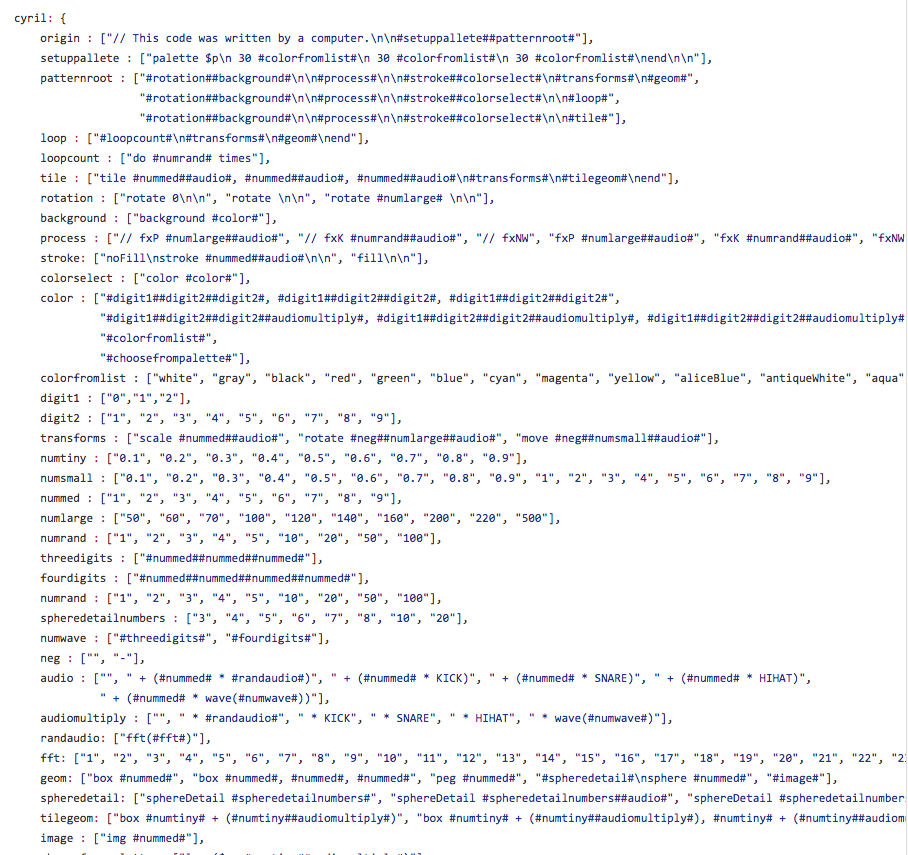 cyril: {
origin : ["// This code was written by a computer.\n\n#setuppallete##patternroot#"],
setuppallete : ["palette $p\n 30 #colorfromlist#\n 30 #colorfromlist#\n 30 #colorfromlist#\nend\n\n"],
patternroot : ["#rotation##background#\n\n#process#\n\n#stroke##colorselect#\n#transforms#\n#geom#",
"#rotation##background#\n\n#process#\n\n#stroke##colorselect#\n\n#loop#",
"#rotation##background#\n\n#process#\n\n#stroke##colorselect#\n\n#tile#"],
loop : ["#loopcount#\n#transforms#\n#geom#\nend"],
loopcount : ["do #numrand# times"],
tile : ["tile #nummed##audio#, #nummed##audio#, #nummed##audio#\n#transforms#\n#tilegeom#\nend"],
rotation : ["rotate 0\n\n", "rotate \n\n", "rotate #numlarge# \n\n"],
background : ["background #color#"],
process : ["// fxP #numlarge##audio#", "// fxK #numrand##audio#", "// fxNW", "fxP #numlarge##audio#", "fxK #numrand##audio#", "fxNW
stroke: ["noFill\nstroke #nummed##audio#\n\n", "fill\n\n"],
colorselect : ["color #color#"],
color : ["#digit1##digit2##digit2#, #digit1##digit2##digit2#, #digit1##digit2##digit2#",
"#digit1##digit2##digit2##audiomultiply#, #digit1##digit2##digit2##audiomultiply#, #digit1##digit2##digit2##audiomultiply#
"#colorfromlist#",
"#choosefrompalette#"],
colorfromlist : ["white", "gray", "black", "red", "green", "blue", "cyan", "magenta", "yellow", "aliceBlue", "antiqueWhite", "aqua"
digit1 : ["0","1","2"],
digit2 : ["1", "2", "3", "4", "5", "6", "7", "8", "9"],
transforms : ["scale #nummed##audio#", "rotate #neg##numlarge##audio#", "move #neg##numsmall##audio#"],
numtiny : ["0.1", "0.2", "0.3", "0.4", "0.5", "0.6", "0.7", "0.8", "0.9"],
numsmall : ["0.1", "0.2", "0.3", "0.4", "0.5", "0.6", "0.7", "0.8", "0.9", "1", "2", "3", "4", "5", "6", "7", "8", "9"],
nummed : ["1", "2", "3", "4", "5", "6", "7", "8", "9"],
numlarge : ["50", "60", "70", "100", "120", "140", "160", "200", "220", "500"],
numrand : ["1", "2", "3", "4", "5", "10", "20", "50", "100"],
threedigits : ["#nummed##nummed##nummed#"],
fourdigits : ["#nummed##nummed##nummed##nummed#"],
numrand : ["1", "2", "3", "4", "5", "10", "20", "50", "100"],
spheredetailnumbers : ["3", "4", "5", "6", "7", "8", "10", "20"],
numwave : ["#threedigits#", "#fourdigits#"],
neg : ["", "-"],
audio : ["", " + (#nummed# * #randaudio#)", " + (#nummed# * KICK)", " + (#nummed# * SNARE)", " + (#nummed# * HIHAT)",
" + (#nummed# * wave(#numwave#))"],
audiomultiply : ["", " * #randaudio#", " * KICK", " * SNARE", " * HIHAT", " * wave(#numwave#)"],
randaudio: ["fft(#fft#)"],
fft: ["1", "2", "3", "4", "5", "6", "7", "8", "9", "10", "11", "12", "13", "14", "15", "16", "17", "18", "19", "20", "21", "22", "2
geom: ["box #nummed#", "box #nummed#, #nummed#, #nummed#", "peg #nummed#", "#spheredetail#\nsphere #nummed#", "#image#"],
spheredetail: ["sphereDetail #spheredetailnumbers#", "sphereDetail #spheredetailnumbers##audio#", "sphereDetail #spheredetailnumber
tilegeom: ["box #numtiny# + (#numtiny##audiomultiply#)", "box #numtiny# + (#numtiny##audiomultiply#), #numtiny# + (#numtiny##audiom
image : ["img #nummed#"],